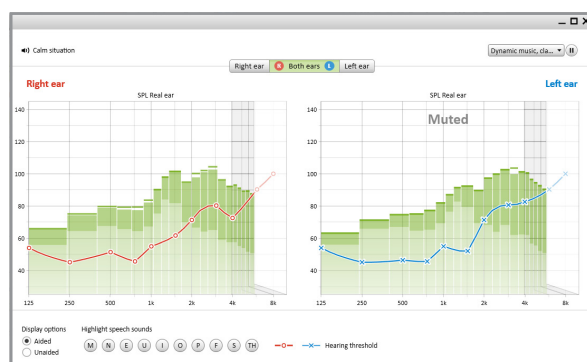 Calm situation
Dynamic music, cla...
Right ear R Both ears L Left ear
Right ear
Left ear
SPL Real ear
SPL Real ear
Muted
140
120
100
80
60
40
125 250 500 1k 2k 4k 8k
140
120
100
80
60
40
125 250 500 1k 2k 4k 8k
Display options
Highlight speech sounds
Aided
Unaided
M N E U I O P F S TH
Hearing threshold